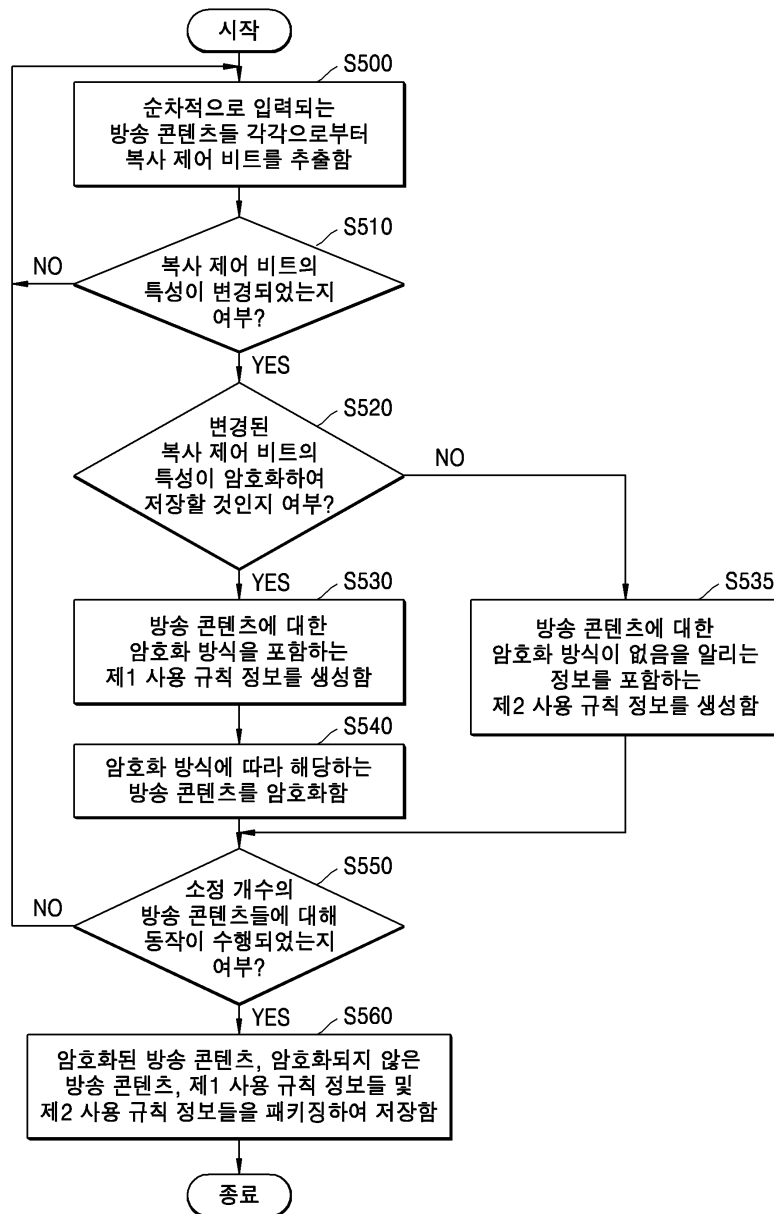 시작
S500
순차적으로 입력되는
방송 콘텐츠들 각각으로부터
복사 제어 비트를 추출함
S510
NO
복사 제어 비트의
특성이 변경되었는지
여부?
YES
S520
변경된
복사 제어 비트의
특성이 암호화하여
저장할 것인지 여부?
NO
YES
S530
방송 콘텐츠에 대한
암호화 방식을 포함하는
제1 사용 규칙 정보를 생성함
S535
방송 콘텐츠에 대한
암호화 방식이 없음을 알리는
정보를 포함하는
제2 사용 규칙 정보를 생성함
S540
암호화 방식에 따라 해당하는
방송 콘텐츠를 암호화함
S550
NO
소정 개수의
방송 콘텐츠들에 대해
동작이 수행되었는지
여부?
YES
S560
암호화된 방송 콘텐츠, 암호화되지 않은
방송 콘텐츠, 제1 사용 규칙 정보들 및
제2 사용 규칙 정보들을 패키징하여 저장함
종료